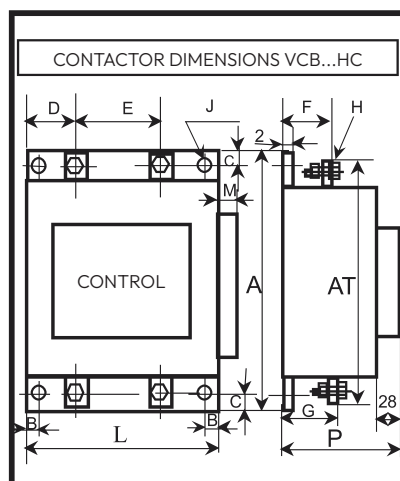 CONTACTOR DIMENSIONS VCB...HC
D E J F H
2
C
M
CONTROL A AT
C
B B G 28
L P